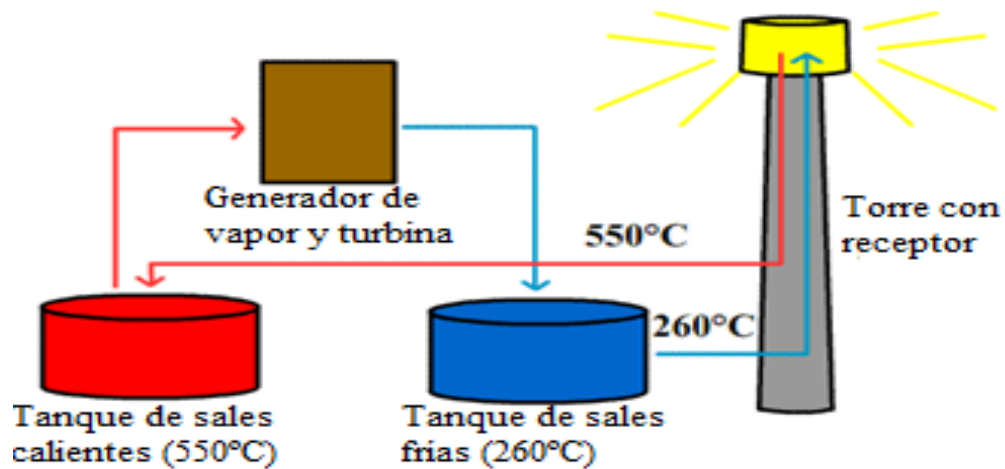 Generador de
vapor y turbina
550°C
Torre con
receptor
260°C
Tanque de sales
calientes (550ºC)
Tanque de sales
frias (260ºC)